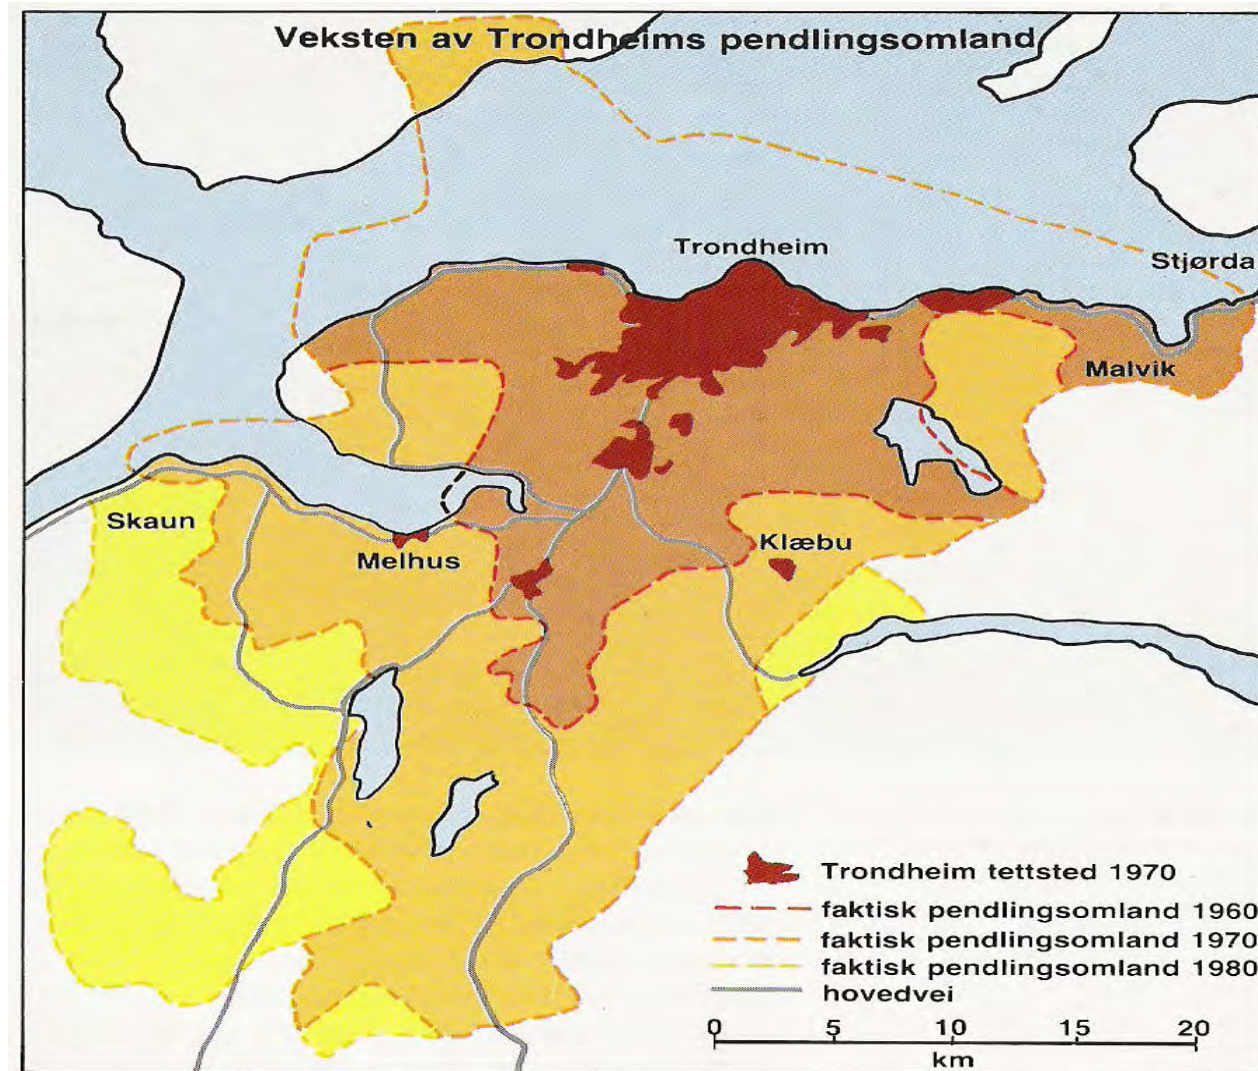 Veksten av Trondheims pendlingsomland
Trondheim
Stjørda
Malvik
Skaun
Melhus
Klæbu
Trondheim tettsted 1970
faktisk pendlingsomland 1960
faktisk pendlingsomland 1970
faktisk pendlingsomland 1980
hovedvei
0 5 10 15 20
km